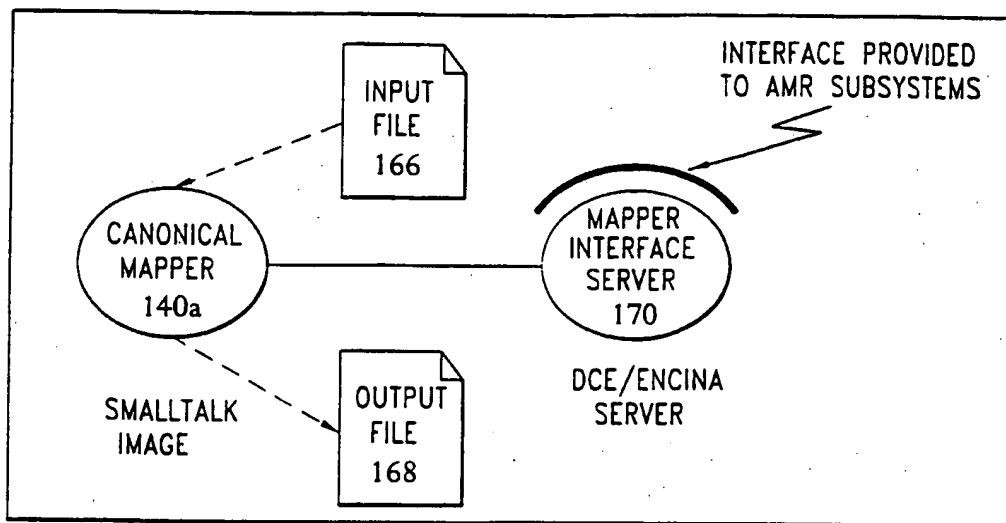 INPUT
FILE
166
INTERFACE PROVIDED
TO AMR SUBSYSTEMS
CANONICAL
MAPPER
140a
MAPPER
INTERFACE
SERVER
170
SMALLTALK
IMAGE
OUTPUT
FILE
168
DCE/ENCINA
SERVER